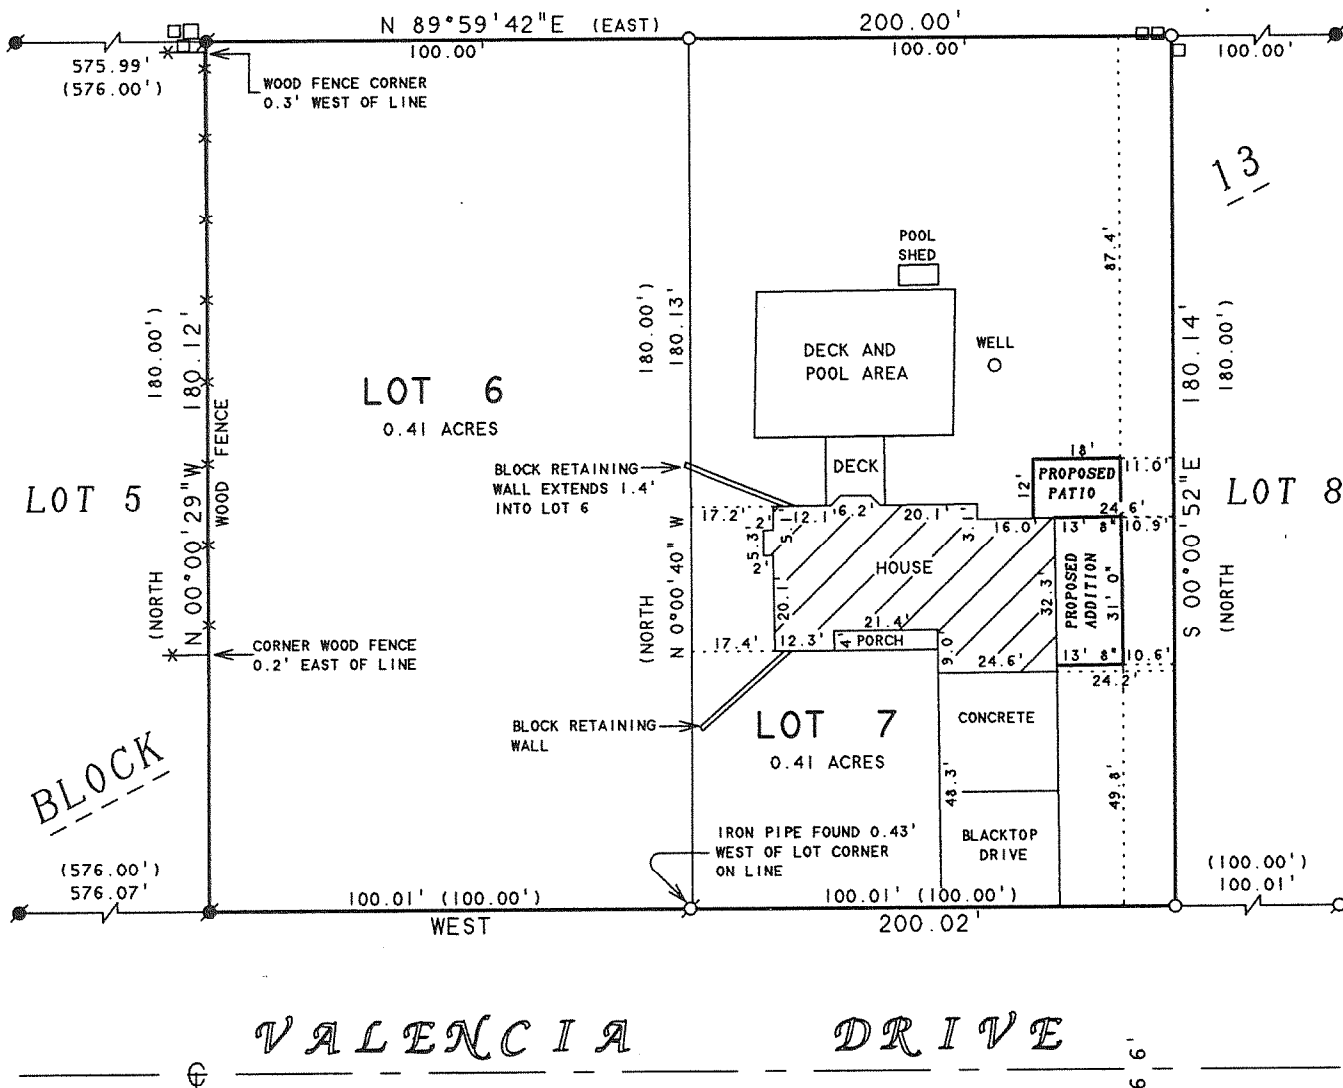 N 89°59'42"E (EAST)
200.00'
100.00'
100.00'
100.00'
575.99'
(576.00')
WOOD FENCE CORNER
0.3' WEST OF LINE
13
POOL
SHED
87.4'
DECK AND
POOL AREA
WELL
180.00')
180.12'
180.00')
180.13'
180.14'
180.00')
LOT 6
0.41 ACRES
WOOD FENCE
BLOCK RETAINING
WALL EXTENDS 1.4'
INTO LOT 6
DECK
18'
12'
PROPOSED
PATIO
11.0'
LOT 5
LOT 8
24.6'
17.2'
2'
5.1'
12.1'
6.2'
20.1'
3.1'
16.0'
13' 8"
10.9'
5.3'
2'
HOUSE
(NORTH
N 00°00'29"W
(NORTH
N 0°00'40" W
S 00°00'52"E
(NORTH
20.1'
32.3'
PROPOSED
ADDITION
31' 0"
21.4'
17.4'
12.3'
4'
PORCH
9.0'
24.6'
13' 8"
10.6'
24.2'
CORNER WOOD FENCE
0.2' EAST OF LINE
BLOCK RETAINING
WALL
LOT 7
0.41 ACRES
CONCRETE
48.3'
49.8'
BLOCK
BLACKTOP
DRIVE
IRON PIPE FOUND 0.43'
WEST OF LOT CORNER
ON LINE
(576.00')
576.07'
(100.00')
100.01'
100.01' (100.00')
100.01' (100.00')
WEST
200.02'
VALENCIA DRIVE
66'